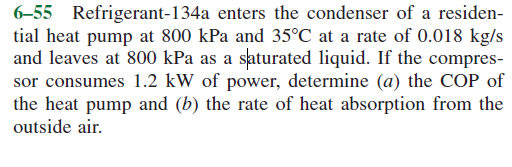 6–55 Refrigerant-134a enters the condenser of a residen-
tial heat pump at 800 kPa and 35°C at a rate of 0.018 kg/s
and leaves at 800 kPa as a saturated liquid. If the compres-
sor consumes 1.2 kW of power, determine (a) the COP of
the heat pump and (b) the rate of heat absorption from the
outside air.